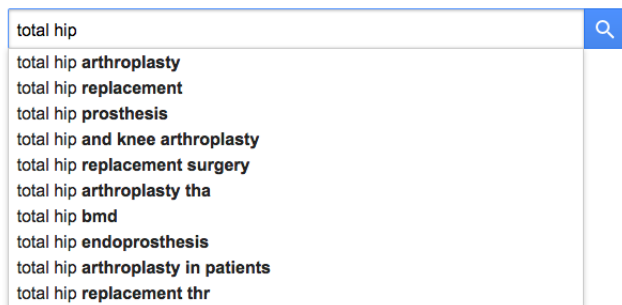 total hip
total hip arthroplasty
total hip replacement
total hip prosthesis
total hip and knee arthroplasty
total hip replacement surgery
total hip arthroplasty tha
total hip bmd
total hip endoprosthesis
total hip arthroplasty in patients
total hip replacement thr